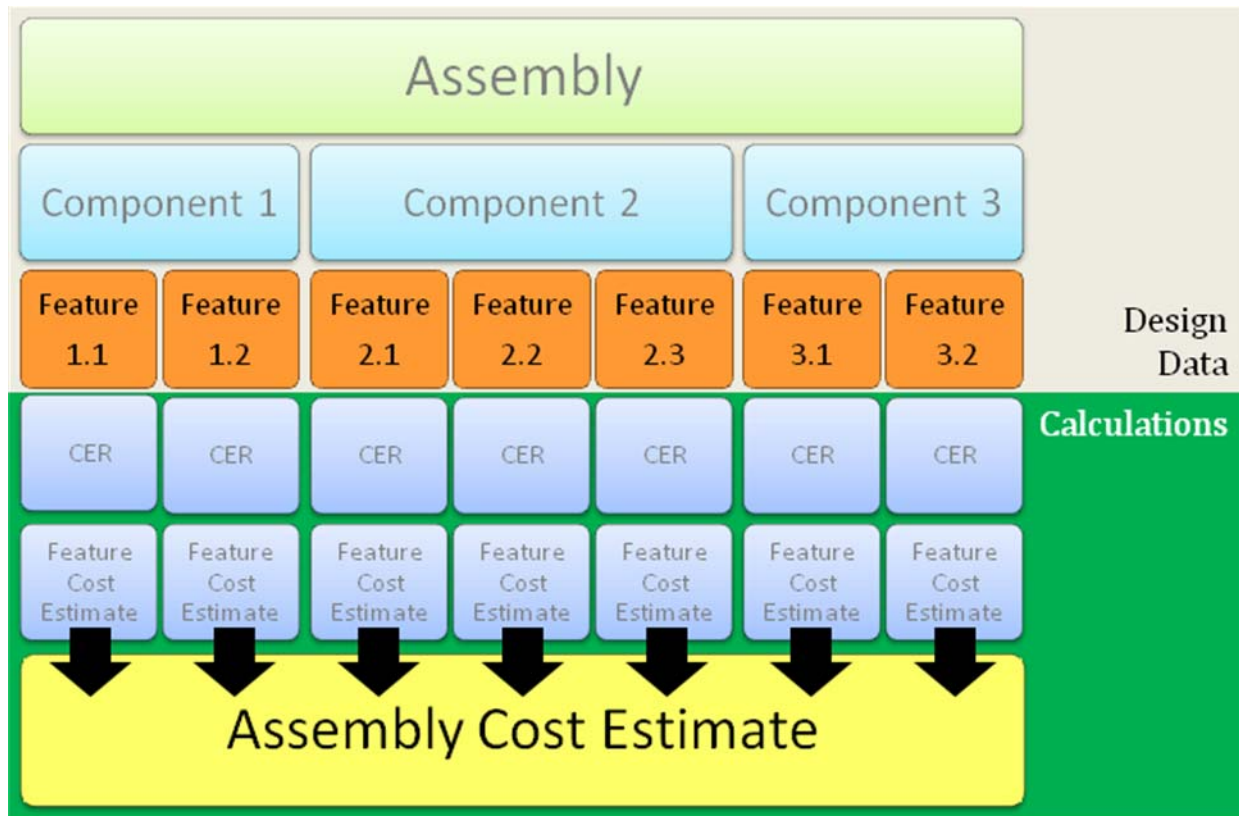 Assembly
Component 1
Component 2
Component 3
Feature
1.1
Feature
1.2
Feature
2.1
Feature
2.2
Feature
2.3
Feature
3.1
Feature
3.2
Design
Data
CER
CER
CER
CER
CER
CER
CER
Calculations
Feature
Cost
Estimate
Feature
Cost
Estimate
Feature
Cost
Estimate
Feature
Cost
Estimate
Feature
Cost
Estimate
Feature
Cost
Estimate
Feature
Cost
Estimate
Assembly Cost Estimate